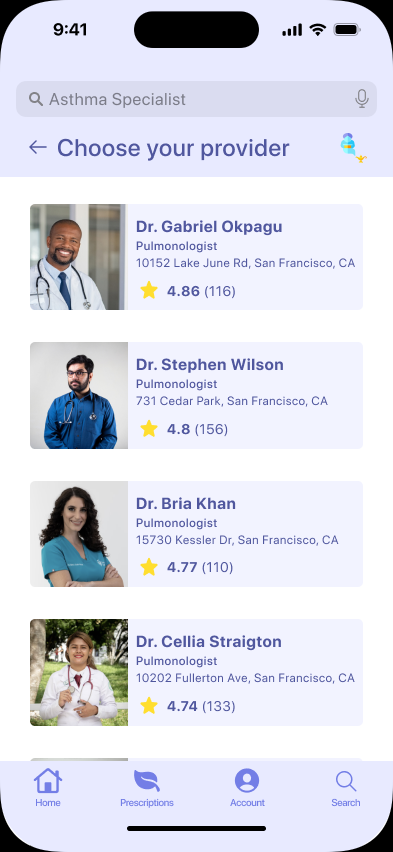 9:41
Asthma Specialist
Choose your provider
Dr. Gabriel Okpagu
Pulmonologist
10152 Lake June Rd, San Francisco, CA
4.86 (116)
Dr. Stephen Wilson
Pulmonologist
731 Cedar Park, San Francisco, CA
4.8 (156)
Dr. Bria Khan
Pulmonologist
15730 Kessler Dr, San Francisco, CA
4.77 (110)
Dr. Cellia Straigton
Pulmonologist
10202 Fullerton Ave, San Francisco, CA
4.74 (133)
Home Prescriptions Account Search